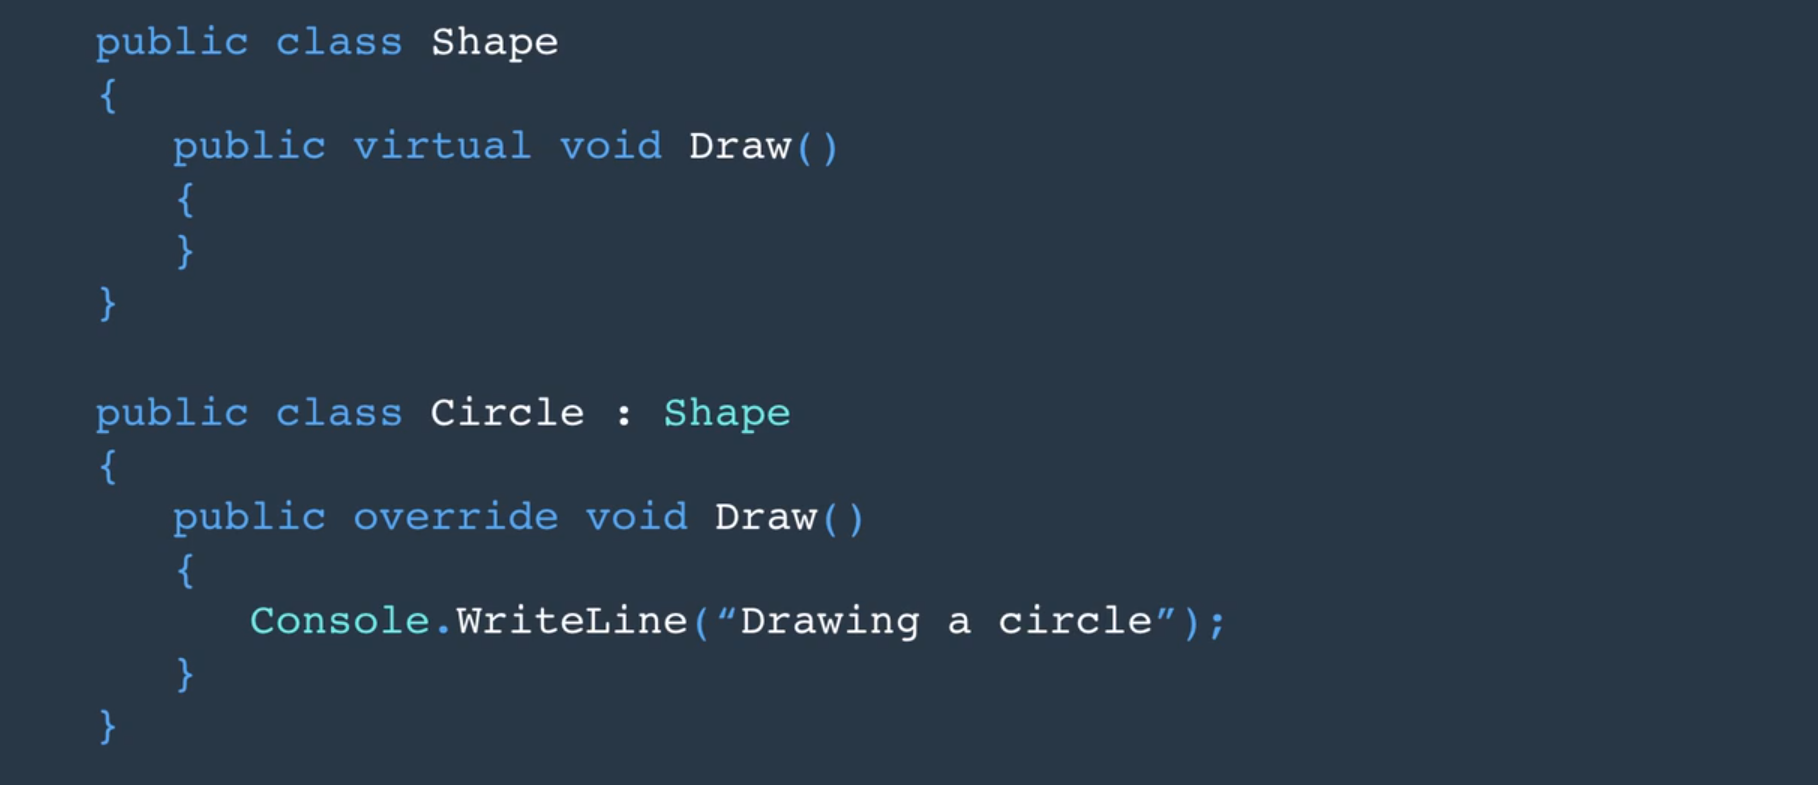 public class Shape
{
   public virtual void Draw()
   {
   }
}
public class Circle : Shape
{
   public override void Draw()
   {
      Console.WriteLine(“Drawing a circle”);
   }
}